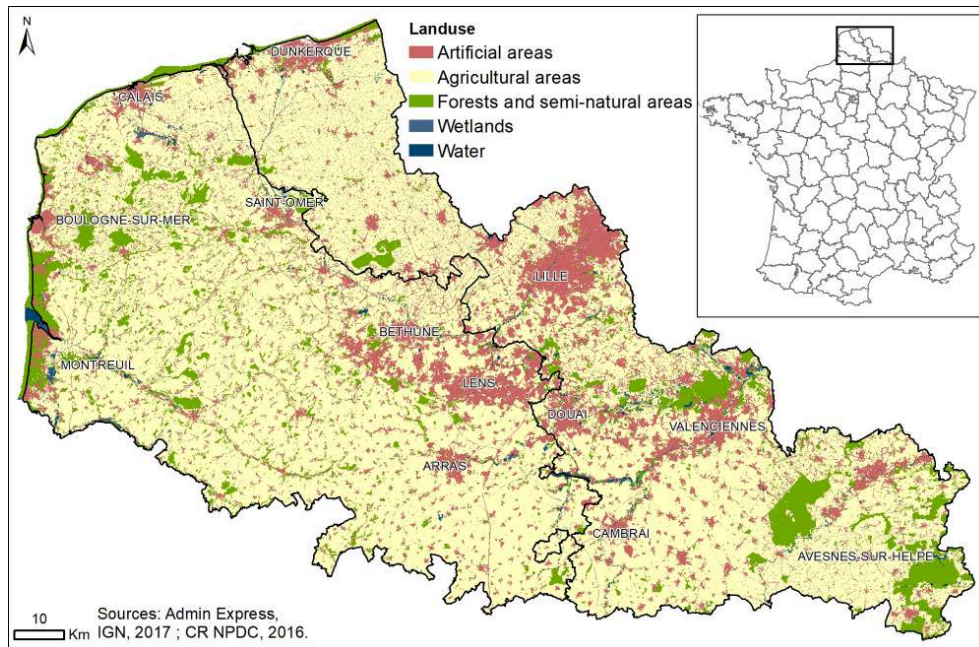 N
Landuse
Artificial areas
Agricultural areas
Forests and semi-natural areas
Wetlands
Water
DUNKERQUE
CALAIS
SAINT-OMER
BOULOGNE-SUR-MER
LILLE
BETHUNE
MONTREUIL
LENS
DOUAI
VALENCIENNES
ARRAS
CAMBRAI
AVESNES-SUR-HELPE
10
Km
Sources: Admin Express,
IGN, 2017 ; CR NPDC, 2016.